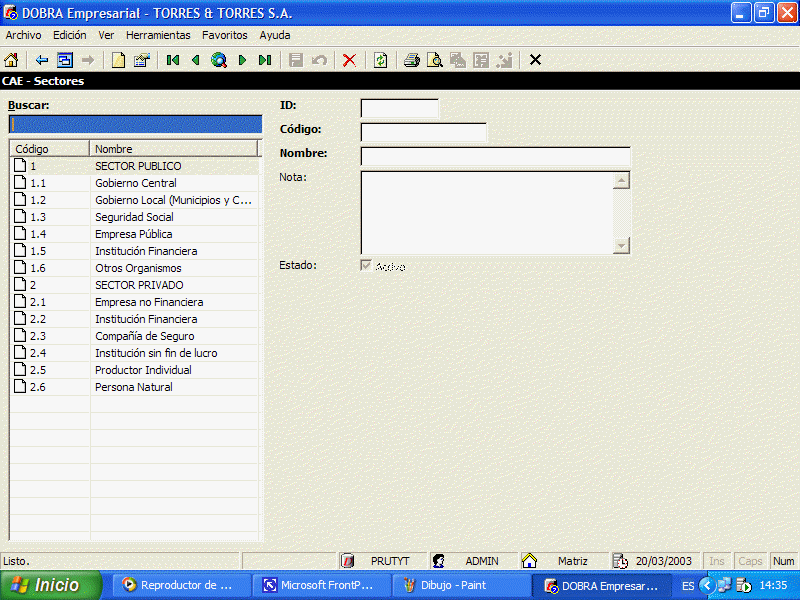 DOBRA Empresarial - TORRES & TORRES S.A.
Archivo Edición Ver Herramientas Favoritos Ayuda
CAE - Sectores
Buscar:
Código Nombre
1 SECTOR PUBLICO
1.1 Gobierno Central
1.2 Gobierno Local (Municipios y C...
1.3 Seguridad Social
1.4 Empresa Pública
1.5 Institución Financiera
1.6 Otros Organismos
2 SECTOR PRIVADO
2.1 Empresa no Financiera
2.2 Institución Financiera
2.3 Compañía de Seguro
2.4 Institución sin fin de lucro
2.5 Productor Individual
2.6 Persona Natural
ID:
Código:
Nombre:
Nota:
Estado: Activo
Listo. PRUTYT ADMIN Matriz 20/03/2003 Ins Caps Num
Inicio Reproductor de ... Microsoft FrontP... Dibujo - Paint DOBRA Empresar... ES 14:35